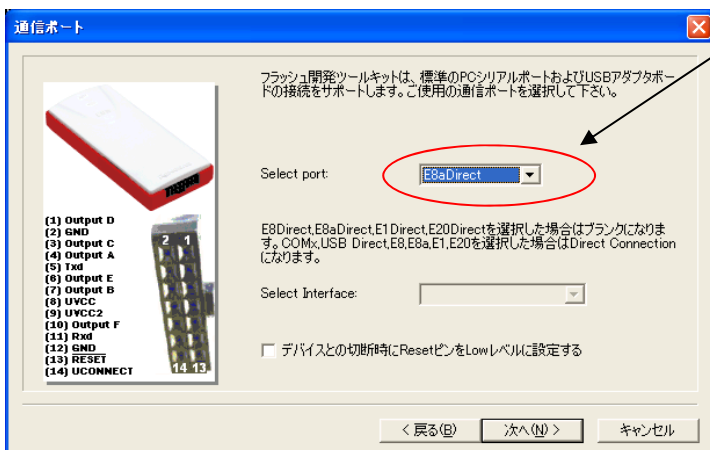 通信ポート
フラッシュ開発ツールキットは、標準のPCシリアルポートおよびUSBアダプタボー
ドの接続をサポートします。ご使用の通信ポートを選択して下さい。
Select port:
E8aDirect
(1) Output D
(2) GND
(3) Output C
(4) Output A
(5) Txd
(6) Output E
(7) Output B
(8) UVCC
(9) UVCC2
(10) Output F
(11) Rxd
(12) GND
(13) RESET
(14) UCONNECT
2 1
14 13
E8Direct,E8aDirect,E1Direct,E20Directを選択した場合はブランクになりま
す。COMx,USB Direct,E8,E8a,E1,E20を選択した場合はDirect Connection
になります。
Select Interface:
デバイスとの切断時にResetピンをLowレベルに設定する
< 戻る(B)
次へ(N) >
キャンセル